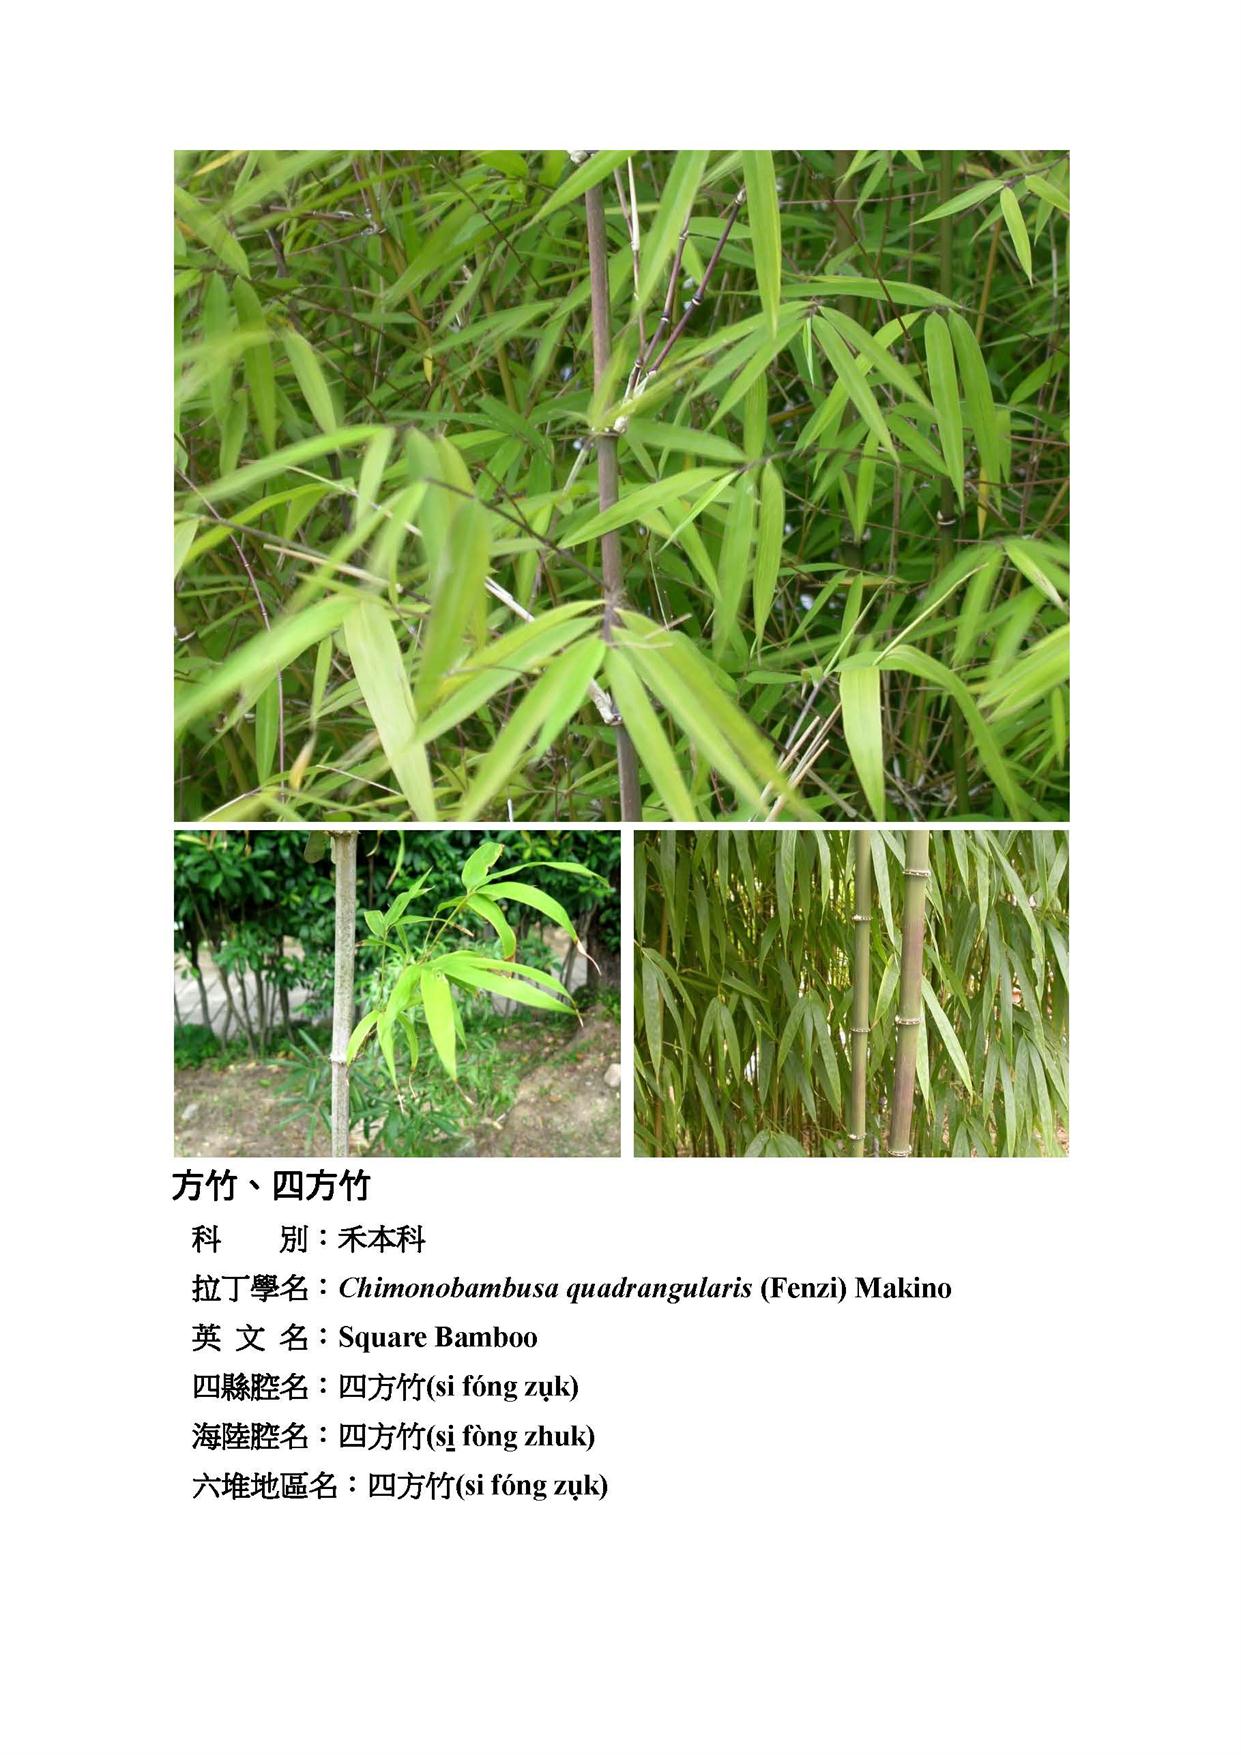 方竹、四方竹
科　　別：禾本科
拉丁學名：Chimonobambusa quadrangularis (Fenzi) Makino
英 文 名：Square Bamboo
四縣腔名：四方竹(si fóng zụk)
海陸腔名：四方竹(si̱ fòng zhuk)
六堆地區名：四方竹(si fóng zụk)